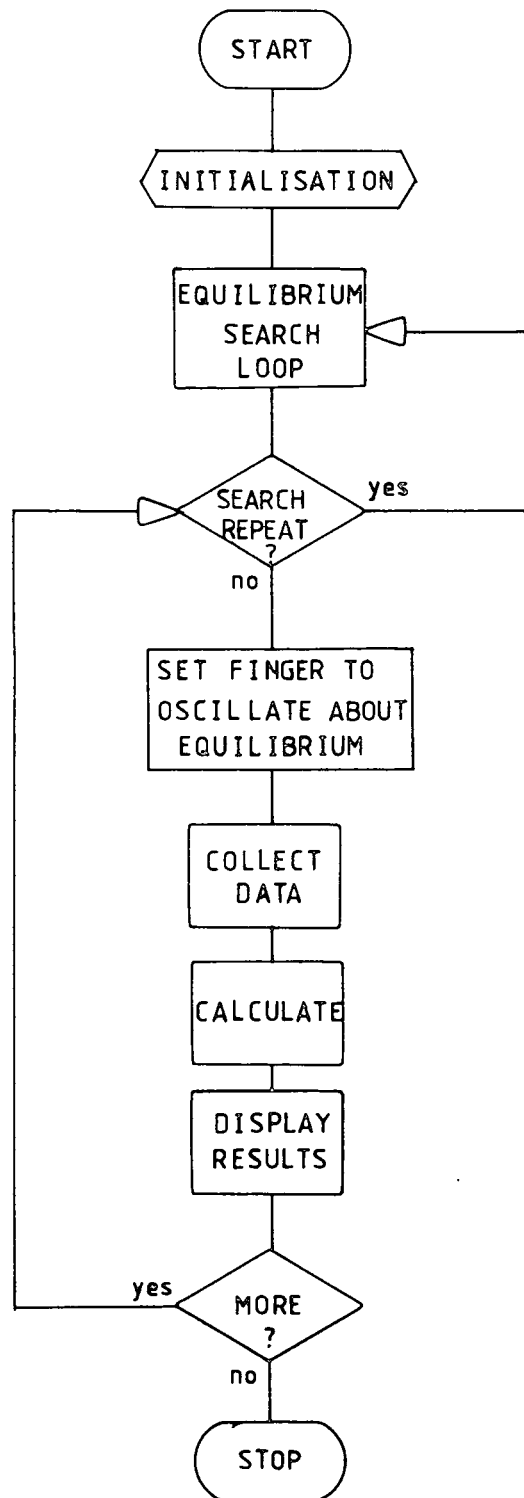 START
INITIALISATION
EQUILIBRIUM
SEARCH
LOOP
SEARCH
REPEAT
?
yes
no
SET FINGER TO
OSCILLATE ABOUT
EQUILIBRIUM
COLLECT
DATA
CALCULATE
DISPLAY
RESULTS
yes
MORE
?
no
STOP